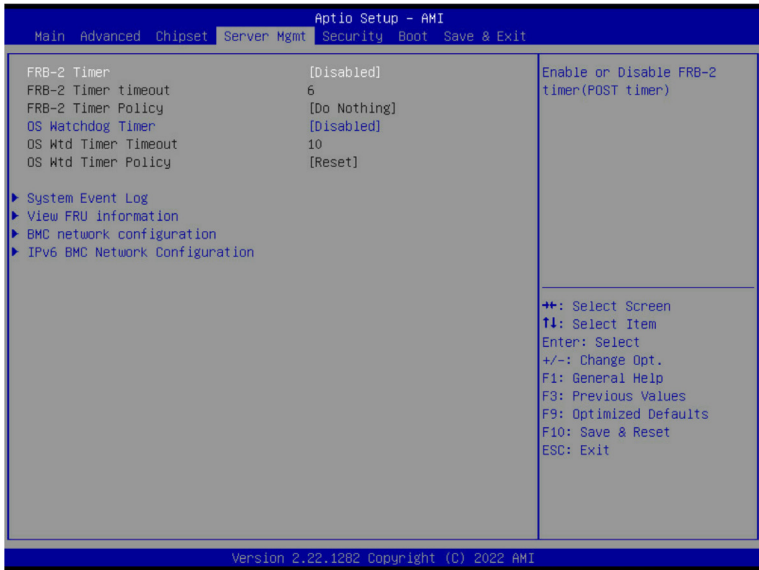 Aptio Setup - AMI
Main Advanced Chipset Server Mgmt Security Boot Save & Exit
FRB-2 Timer [Disabled]
FRB-2 Timer timeout 6
FRB-2 Timer Policy [Do Nothing]
OS Watchdog Timer [Disabled]
OS Wtd Timer Timeout 10
OS Wtd Timer Policy [Reset]
System Event Log
View FRU information
BMC network configuration
IPv6 BMC Network Configuration
Enable or Disable FRB-2
timer(POST timer)
→←: Select Screen
↑↓: Select Item
Enter: Select
+/-: Change Opt.
F1: General Help
F3: Previous Values
F9: Optimized Defaults
F10: Save & Reset
ESC: Exit
Version 2.22.1282 Copyright (C) 2022 AMI